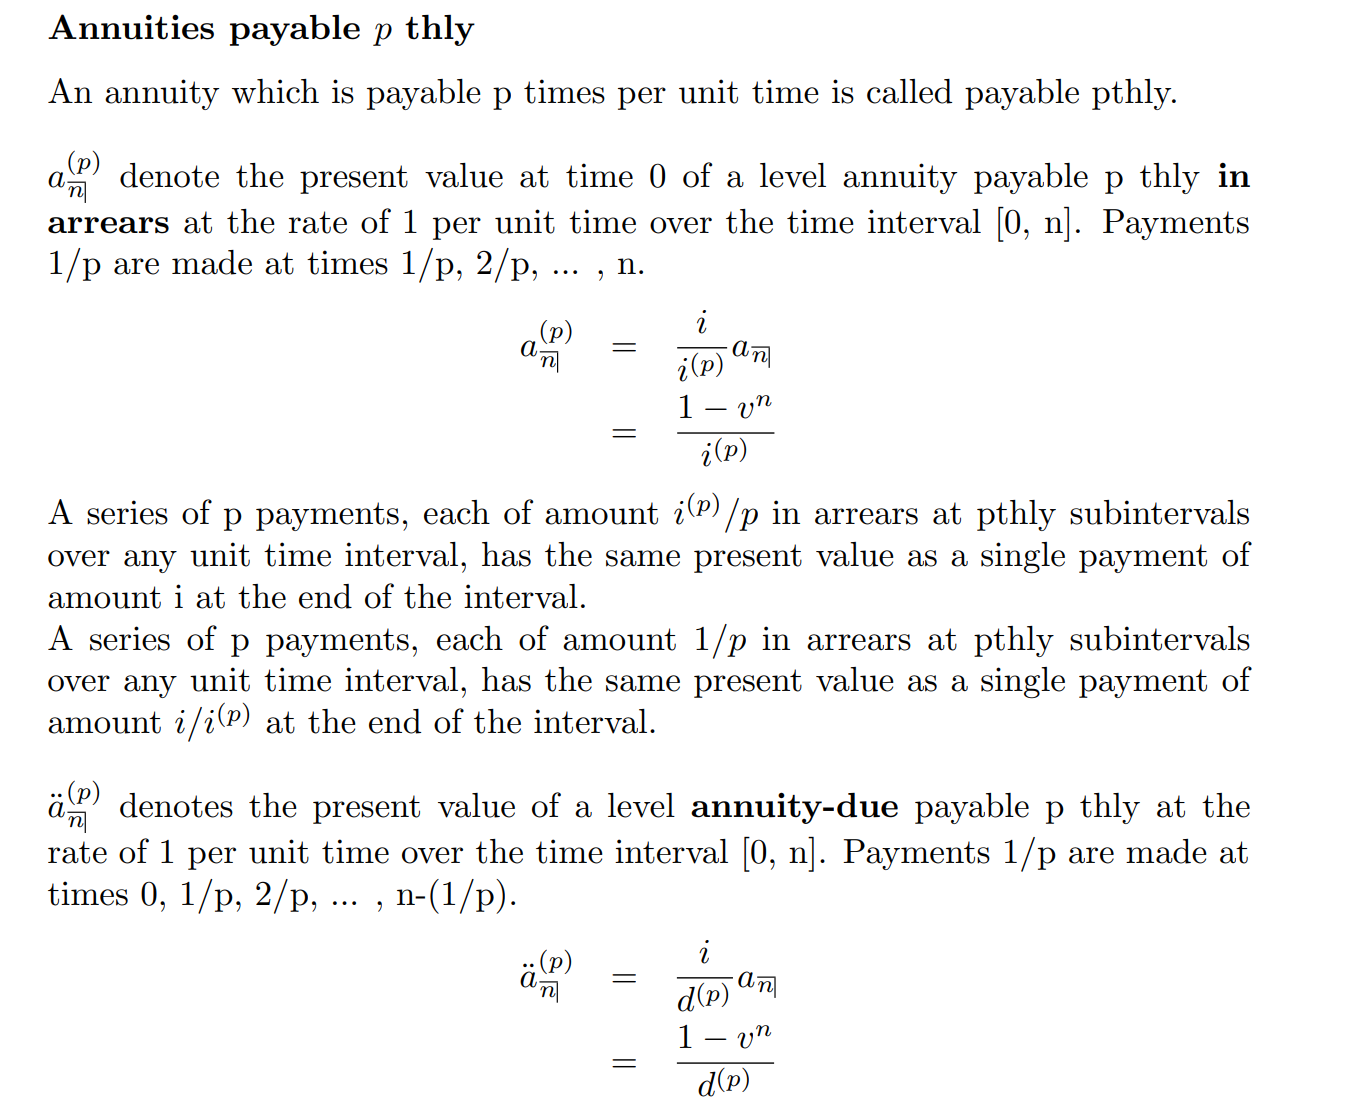 Annuities payable p thly
An annuity which is payable p times per unit time is called payable pthly.
a_{\overline{n}|}^{(p)} denote the present value at time 0 of a level annuity payable p thly in
arrears at the rate of 1 per unit time over the time interval [0, n]. Payments
1/p are made at times 1/p, 2/p, ... , n.
a_{\overline{n}|}^{(p)} = \frac{i}{i^{(p)}} a_{\overline{n}|}
= \frac{1 - v^n}{i^{(p)}}
A series of p payments, each of amount i^{(p)}/p in arrears at pthly subintervals
over any unit time interval, has the same present value as a single payment of
amount i at the end of the interval.
A series of p payments, each of amount 1/p in arrears at pthly subintervals
over any unit time interval, has the same present value as a single payment of
amount i/i^{(p)} at the end of the interval.
ä_{\overline{n}|}^{(p)} denotes the present value of a level annuity-due payable p thly at the
rate of 1 per unit time over the time interval [0, n]. Payments 1/p are made at
times 0, 1/p, 2/p, ... , n-(1/p).
ä_{\overline{n}|}^{(p)} = \frac{i}{d^{(p)}} a_{\overline{n}|}
= \frac{1 - v^n}{d^{(p)}}